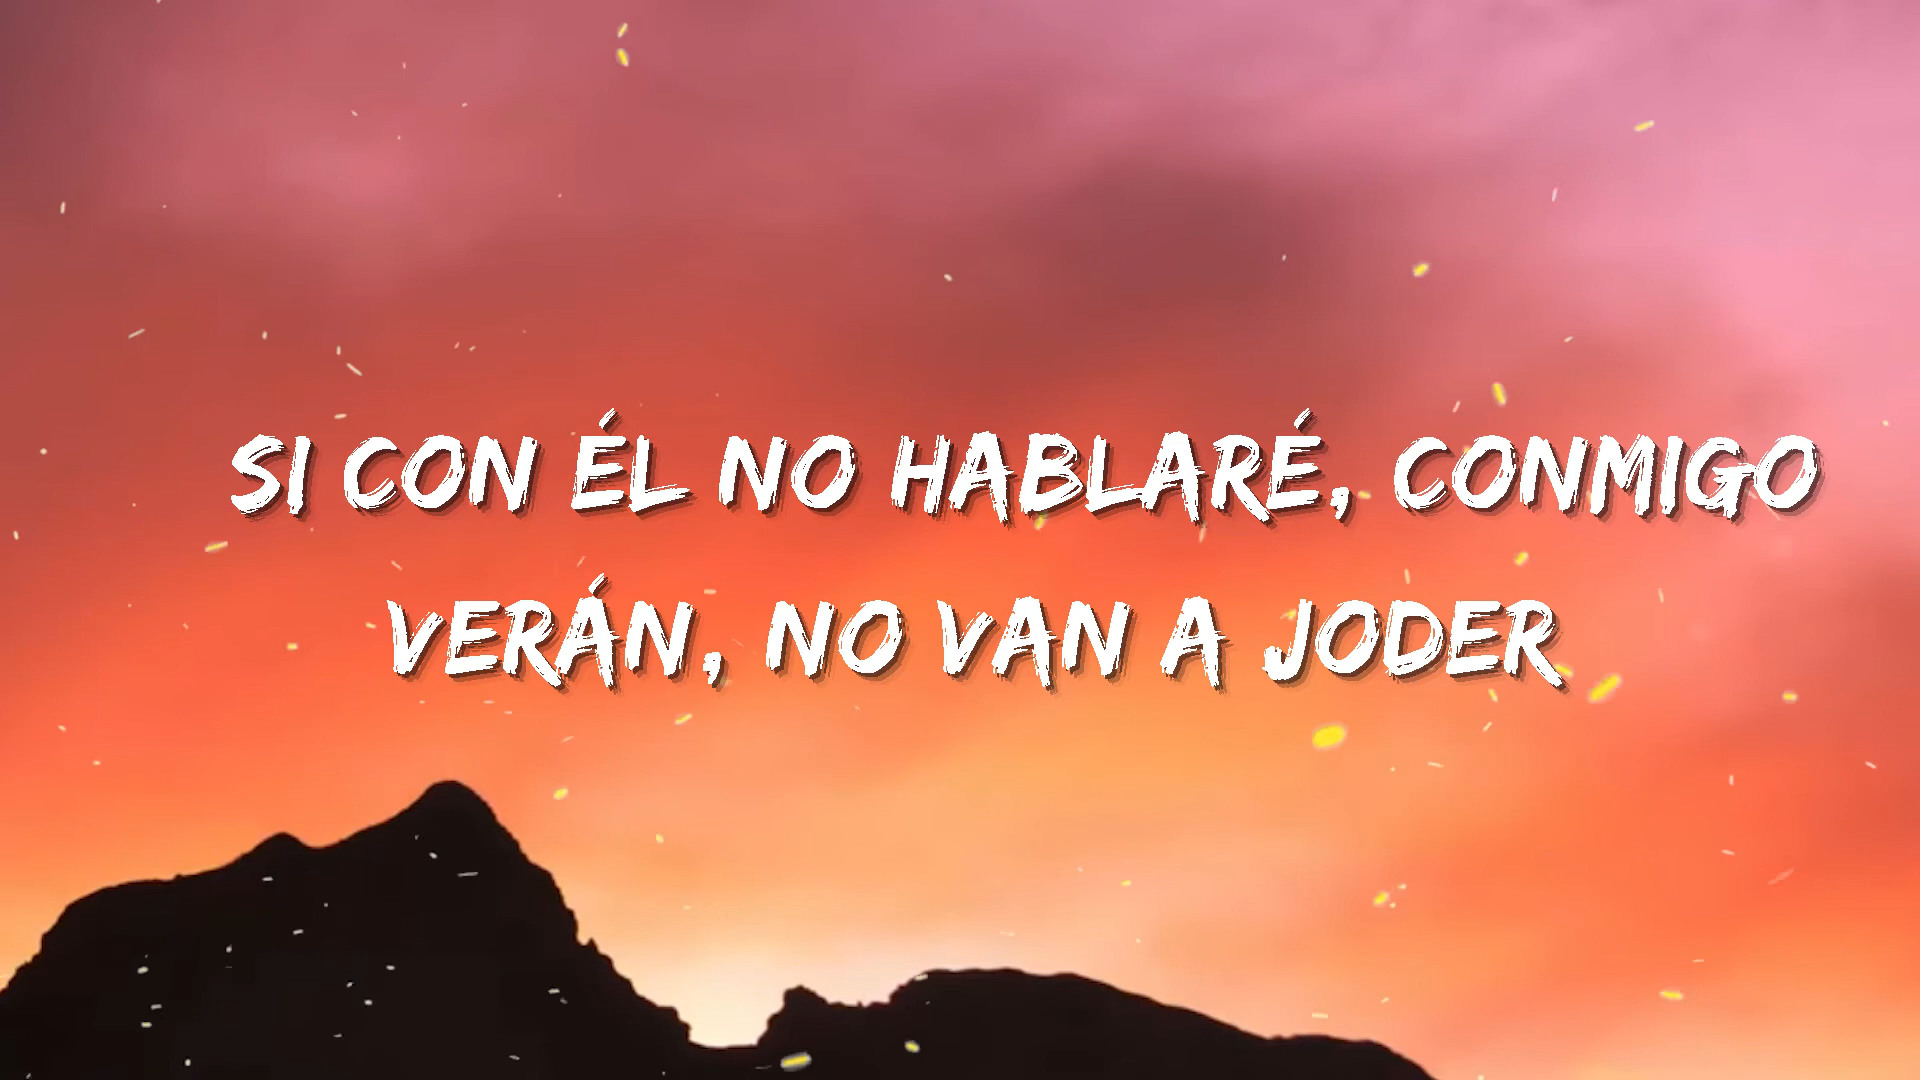 SI CON ÉL NO HABLARÉ, CONMIGO
VERÁN, NO VAN A JODER